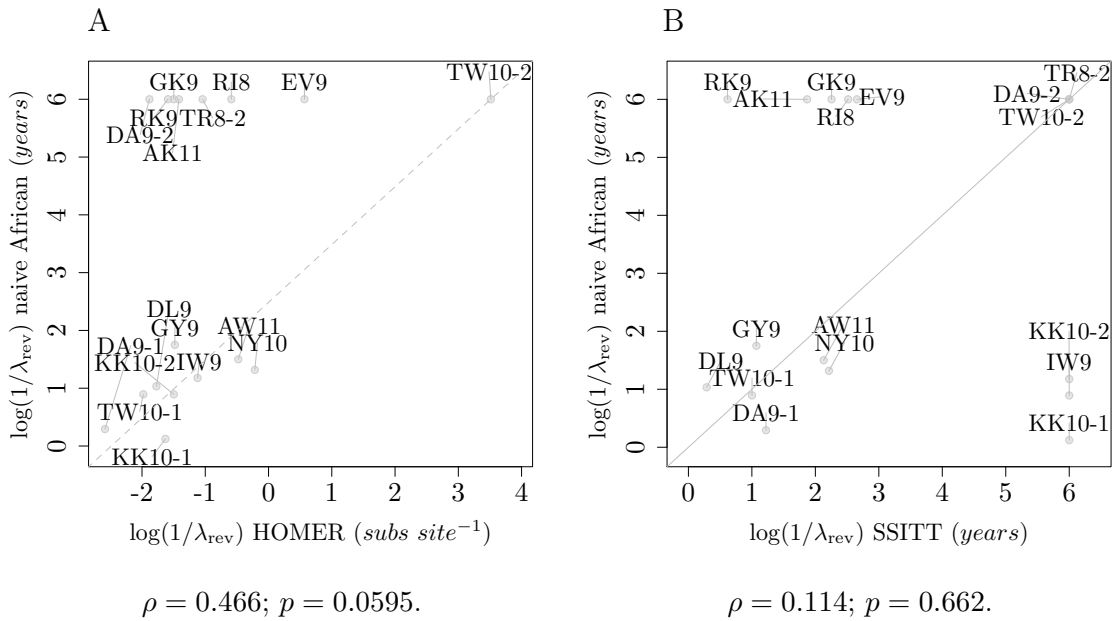 A
log(1/λrev) naive African (years)
6
5
4
3
2
1
0
TW10-2
GK9
RI8
EV9
RK9
TR8-2
DA9-2
AK11
DL9
GY9
AW11
DA9-1
NY10
KK10-2
IW9
TW10-1
KK10-1
-2 -1 0 1 2 3 4
log(1/λrev) HOMER (subs site⁻¹)
ρ = 0.466; p = 0.0595.
B
log(1/λrev) naive African (years)
6
5
4
3
2
1
0
TR8-2
RK9
GK9
DA9-2
AK11
EV9
RI8
TW10-2
GY9
AW11
KK10-2
NY10
DL9
IW9
TW10-1
DA9-1
KK10-1
0 1 2 3 4 5 6
log(1/λrev) SSITT (years)
ρ = 0.114; p = 0.662.